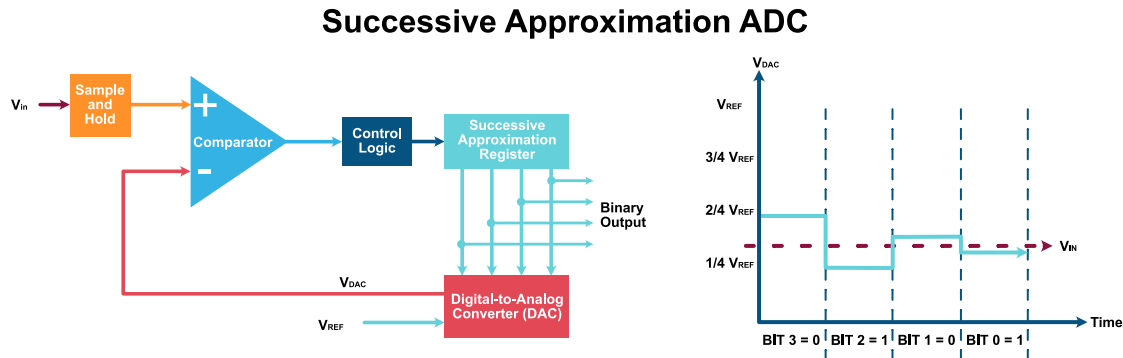 Successive Approximation ADC
Vin
Sample
and
Hold
+
-
Comparator
Control
Logic
Successive
Approximation
Register
Binary
Output
VDAC
VREF
Digital-to-Analog
Converter (DAC)
VDAC
VREF
3/4 VREF
2/4 VREF
1/4 VREF
VIN
Time
BIT 3 = 0
BIT 2 = 1
BIT 1 = 0
BIT 0 = 1